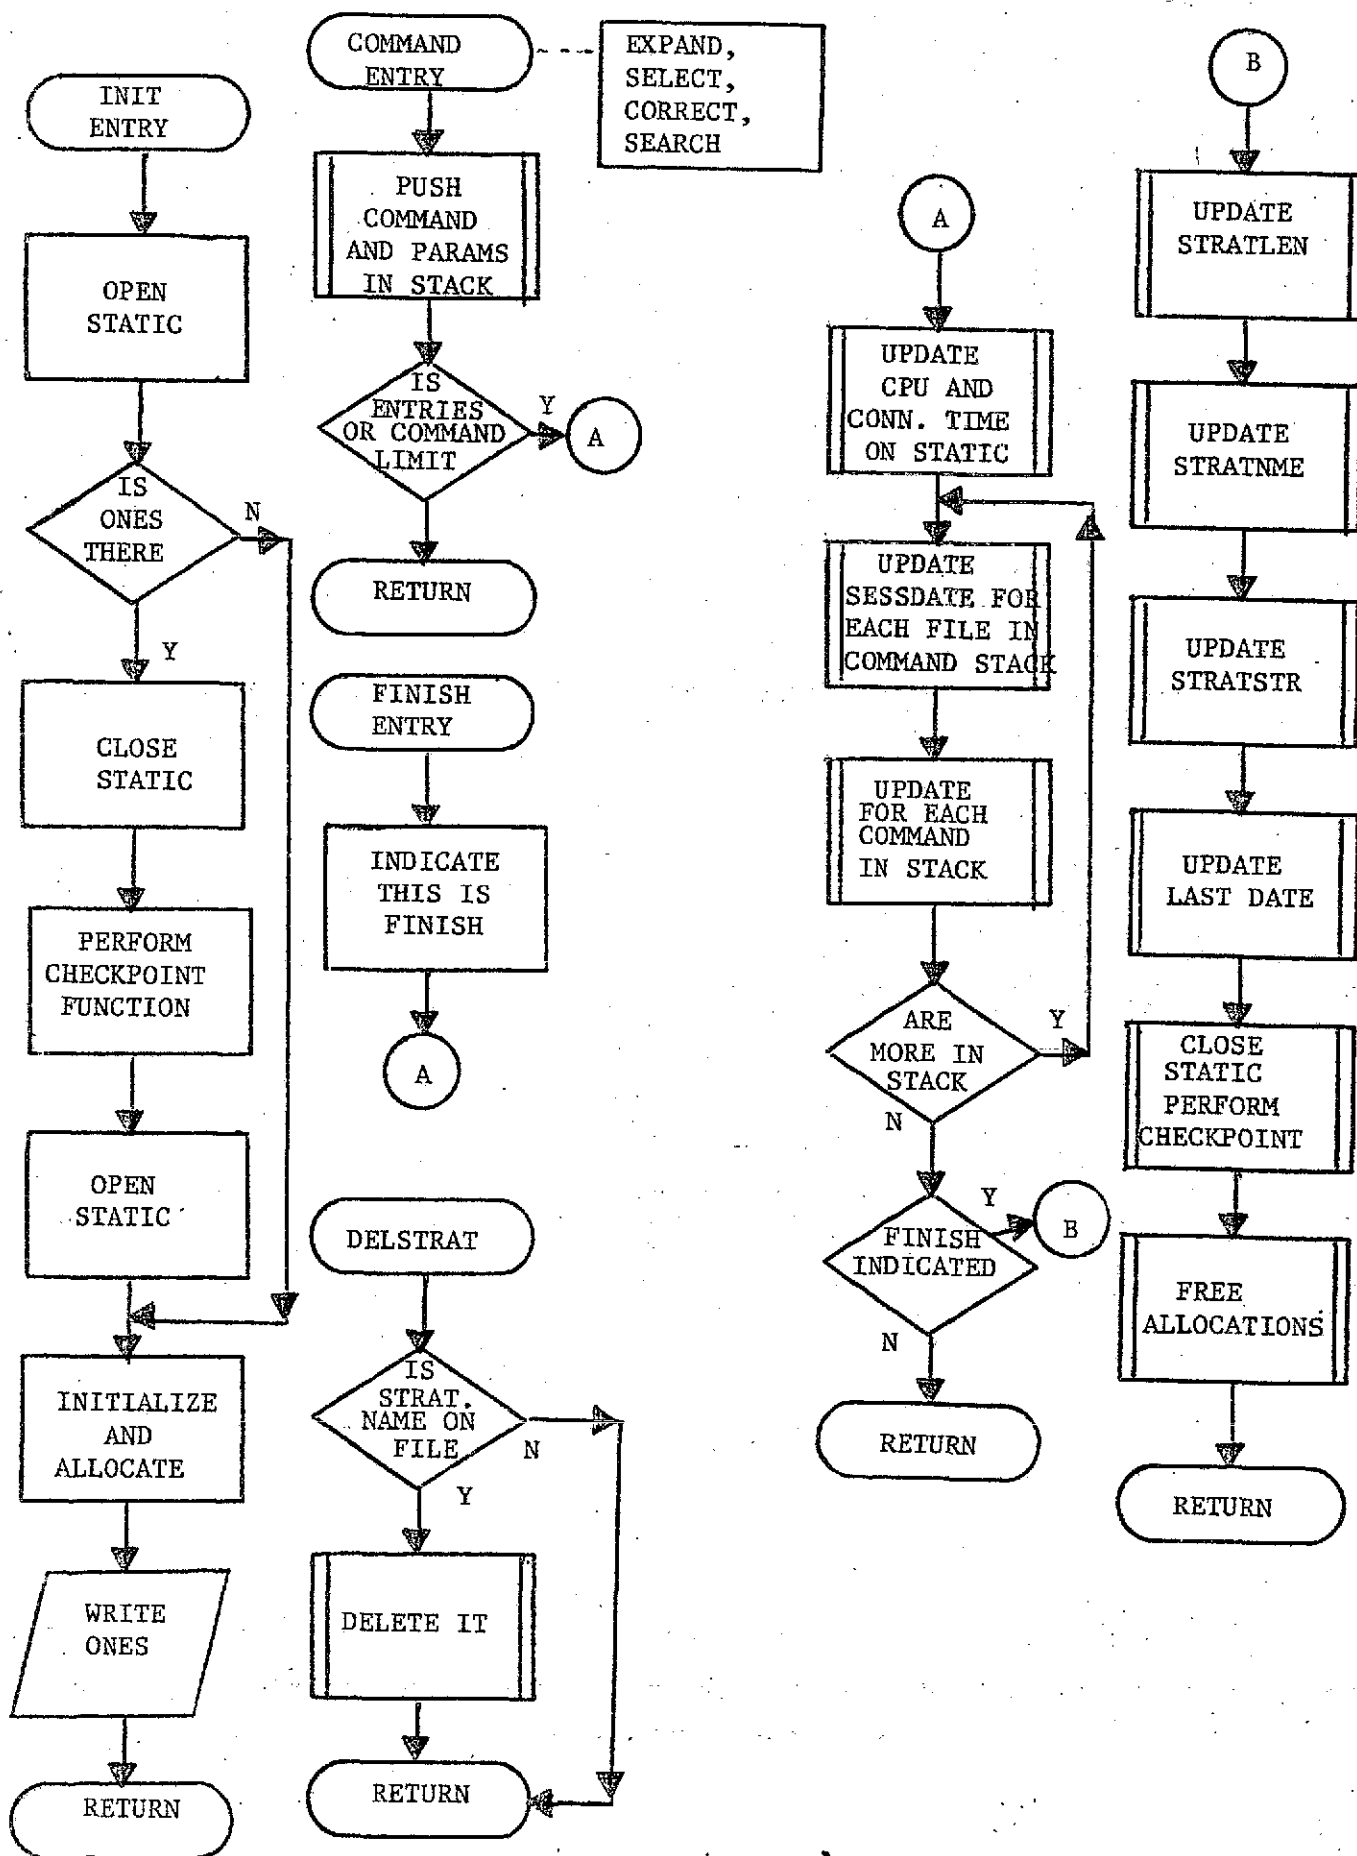 INIT
ENTRY
OPEN
STATIC
IS
ONES
THERE
N
Y
CLOSE
STATIC
PERFORM
CHECKPOINT
FUNCTION
OPEN
STATIC
INITIALIZE
AND
ALLOCATE
WRITE
ONES
RETURN
COMMAND
ENTRY
EXPAND,
SELECT,
CORRECT,
SEARCH
PUSH
COMMAND
AND PARAMS
IN STACK
IS
ENTRIES
OR COMMAND
LIMIT
Y
A
RETURN
FINISH
ENTRY
INDICATE
THIS IS
FINISH
A
DELSTRAT
IS
STRAT.
NAME ON
FILE
N
Y
DELETE IT
RETURN
A
UPDATE
CPU AND
CONN. TIME
ON STATIC
UPDATE
SESSDATE FOR
EACH FILE IN
COMMAND STACK
UPDATE
FOR EACH
COMMAND
IN STACK
ARE
MORE IN
STACK
Y
N
FINISH
INDICATED
Y
B
N
RETURN
B
UPDATE
STRATLEN
UPDATE
STRATNME
UPDATE
STRATSTR
UPDATE
LAST DATE
CLOSE
STATIC
PERFORM
CHECKPOINT
FREE
ALLOCATIONS
RETURN